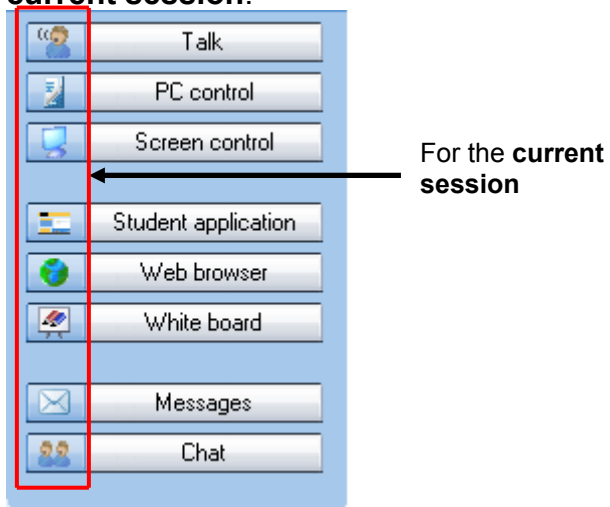 current session.
Talk
PC control
Screen control
For the current
session
Student application
Web browser
White board
Messages
Chat